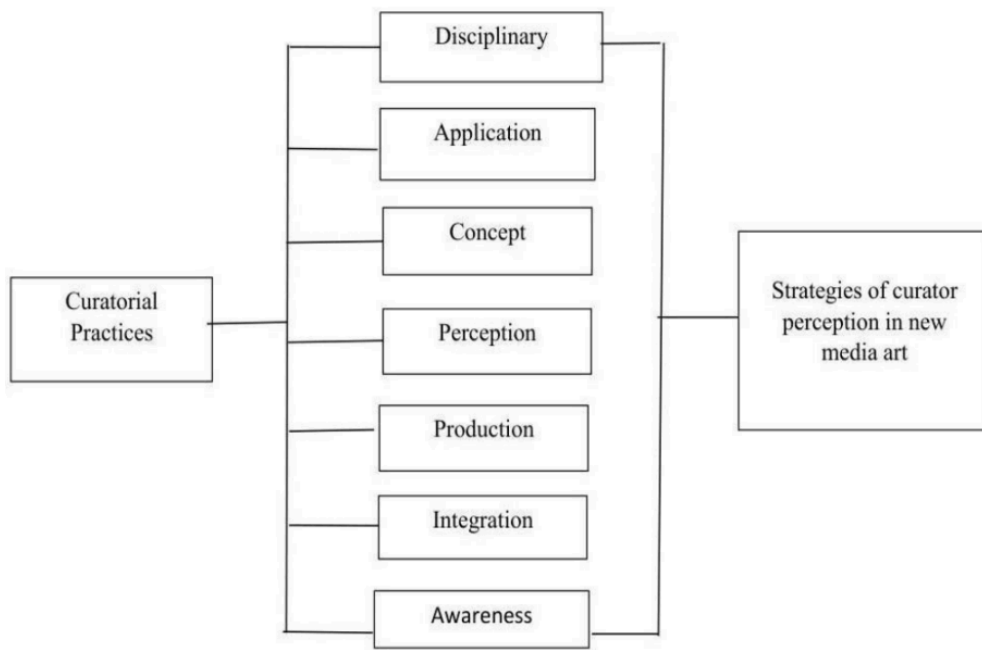 Disciplinary
Application
Concept
Curatorial
Practices
Perception
Production
Integration
Awareness
Strategies of curator
perception in new
media art